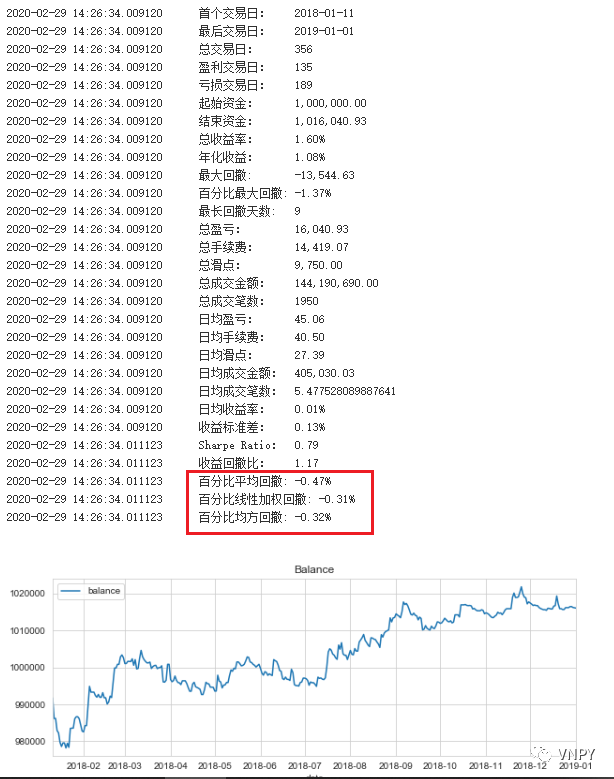 2020-02-29 14:26:34.009120 首个交易日： 2018-01-11
2020-02-29 14:26:34.009120 最后交易日： 2019-01-01
2020-02-29 14:26:34.009120 总交易日： 356
2020-02-29 14:26:34.009120 盈利交易日： 135
2020-02-29 14:26:34.009120 亏损交易日： 189
2020-02-29 14:26:34.009120 起始资金： 1,000,000.00
2020-02-29 14:26:34.009120 结束资金： 1,016,040.93
2020-02-29 14:26:34.009120 总收益率： 1.60%
2020-02-29 14:26:34.009120 年化收益： 1.08%
2020-02-29 14:26:34.009120 最大回撤: -13,544.63
2020-02-29 14:26:34.009120 百分比最大回撤: -1.37%
2020-02-29 14:26:34.009120 最长回撤天数: 9
2020-02-29 14:26:34.009120 总盈亏： 16,040.93
2020-02-29 14:26:34.009120 总手续费： 14,419.07
2020-02-29 14:26:34.009120 总滑点： 9,750.00
2020-02-29 14:26:34.009120 总成交金额： 144,190,690.00
2020-02-29 14:26:34.009120 总成交笔数： 1950
2020-02-29 14:26:34.009120 日均盈亏： 45.06
2020-02-29 14:26:34.009120 日均手续费： 40.50
2020-02-29 14:26:34.009120 日均滑点： 27.39
2020-02-29 14:26:34.009120 日均成交金额： 405,030.03
2020-02-29 14:26:34.009120 日均成交笔数： 5.477528089887641
2020-02-29 14:26:34.009120 日均收益率： 0.01%
2020-02-29 14:26:34.009120 收益标准差： 0.13%
2020-02-29 14:26:34.011123 Sharpe Ratio： 0.79
2020-02-29 14:26:34.011123 收益回撤比： 1.17
2020-02-29 14:26:34.011123 百分比平均回撤: -0.47%
2020-02-29 14:26:34.011123 百分比线性加权回撤: -0.31%
2020-02-29 14:26:34.011123 百分比均方回撤: -0.32%
Balance
balance
1020000
1010000
1000000
990000
980000
2018-02 2018-03 2018-04 2018-05 2018-06 2018-07 2018-08 2018-09 2018-10 2018-11 2018-12 2019-01
VNPY